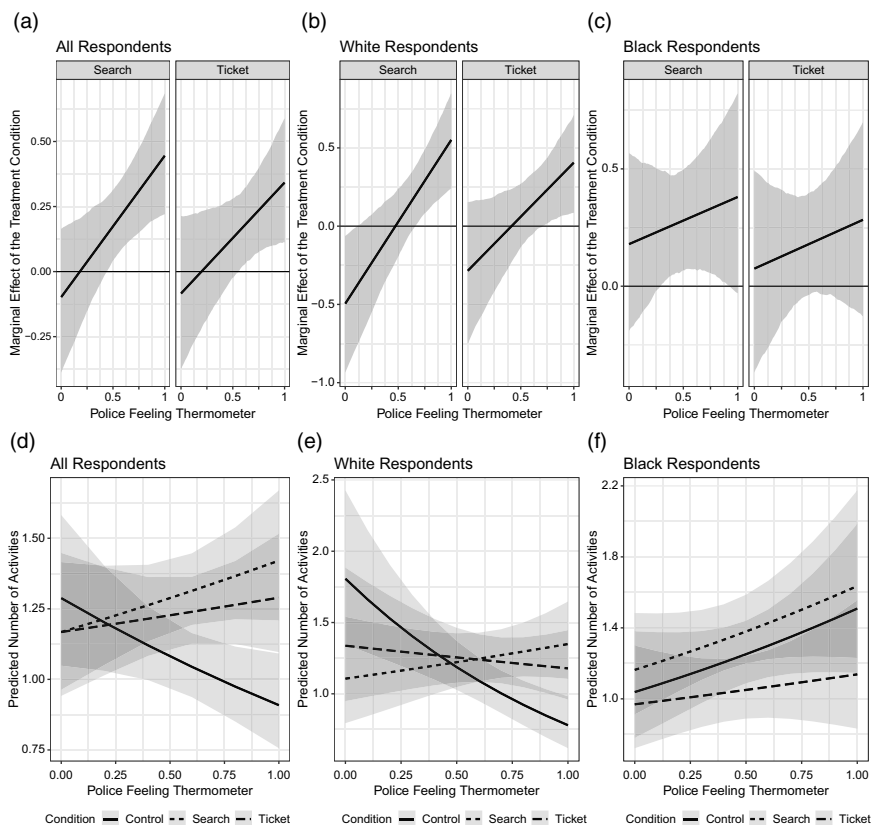 (a)
All Respondents
Search Ticket
Marginal Effect of the Treatment Condition
0.50
0.25
0.00
−0.25
0 0.5 1 0 0.5 1
Police Feeling Thermometer
(b)
White Respondents
Search Ticket
Marginal Effect of the Treatment Condition
0.5
0.0
−0.5
−1.0
0 0.5 1 0 0.5 1
Police Feeling Thermometer
(c)
Black Respondents
Search Ticket
Marginal Effect of the Treatment Condition
0.5
0.0
0 0.5 1 0 0.5 1
Police Feeling Thermometer
(d)
All Respondents
Predicted Number of Activities
1.50
1.25
1.00
0.75
0.00 0.25 0.50 0.75 1.00
Police Feeling Thermometer
Condition Control Search Ticket
(e)
White Respondents
Predicted Number of Activities
2.5
2.0
1.5
1.0
0.00 0.25 0.50 0.75 1.00
Police Feeling Thermometer
Condition Control Search Ticket
(f)
Black Respondents
Predicted Number of Activities
2.2
1.8
1.4
1.0
0.00 0.25 0.50 0.75 1.00
Police Feeling Thermometer
Condition Control Search Ticket